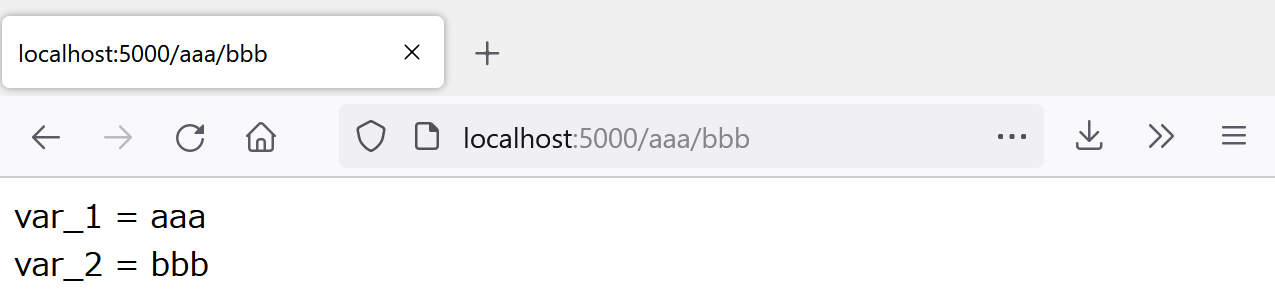 localhost:5000/aaa/bbb
localhost:5000/aaa/bbb
var_1 = aaa
var_2 = bbb